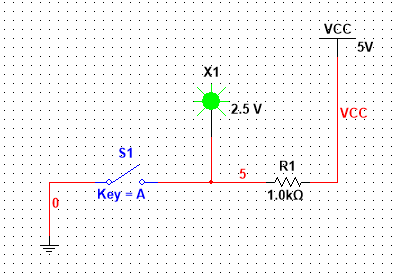 VCC
5V
X1
2.5 V
VCC
S1
5
R1
Key = A
1.0kΩ
0